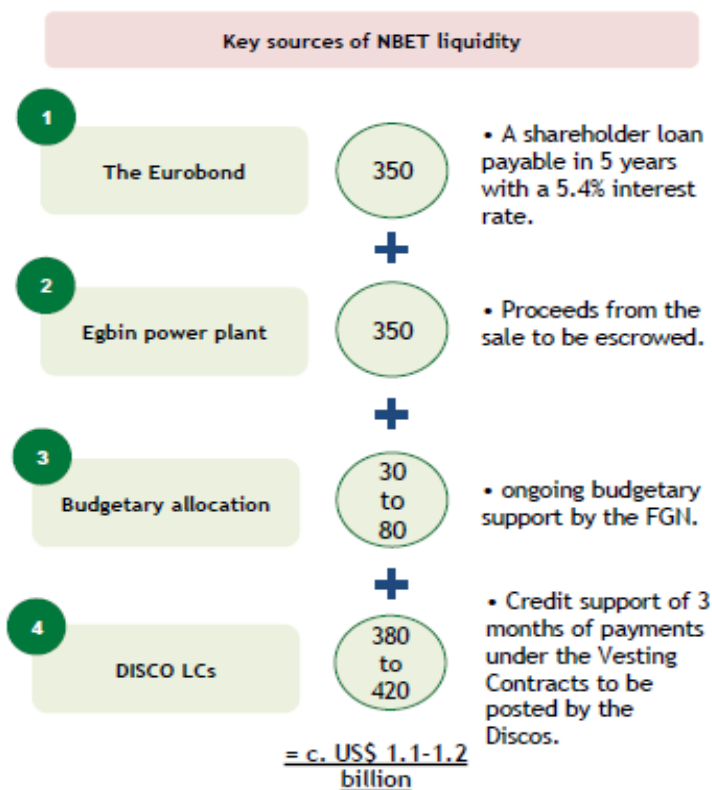 Key sources of NBET liquidity
1
The Eurobond
350
• A shareholder loan
payable in 5 years
with a 5.4% interest
rate.
+
2
Egbin power plant
350
• Proceeds from the
sale to be escrowed.
+
3
Budgetary allocation
30
to
80
• ongoing budgetary
support by the FGN.
+
4
DISCO LCs
380
to
420
• Credit support of 3
months of payments
under the Vesting
Contracts to be
posted by the
Discos.
= c. US$ 1.1-1.2
billion